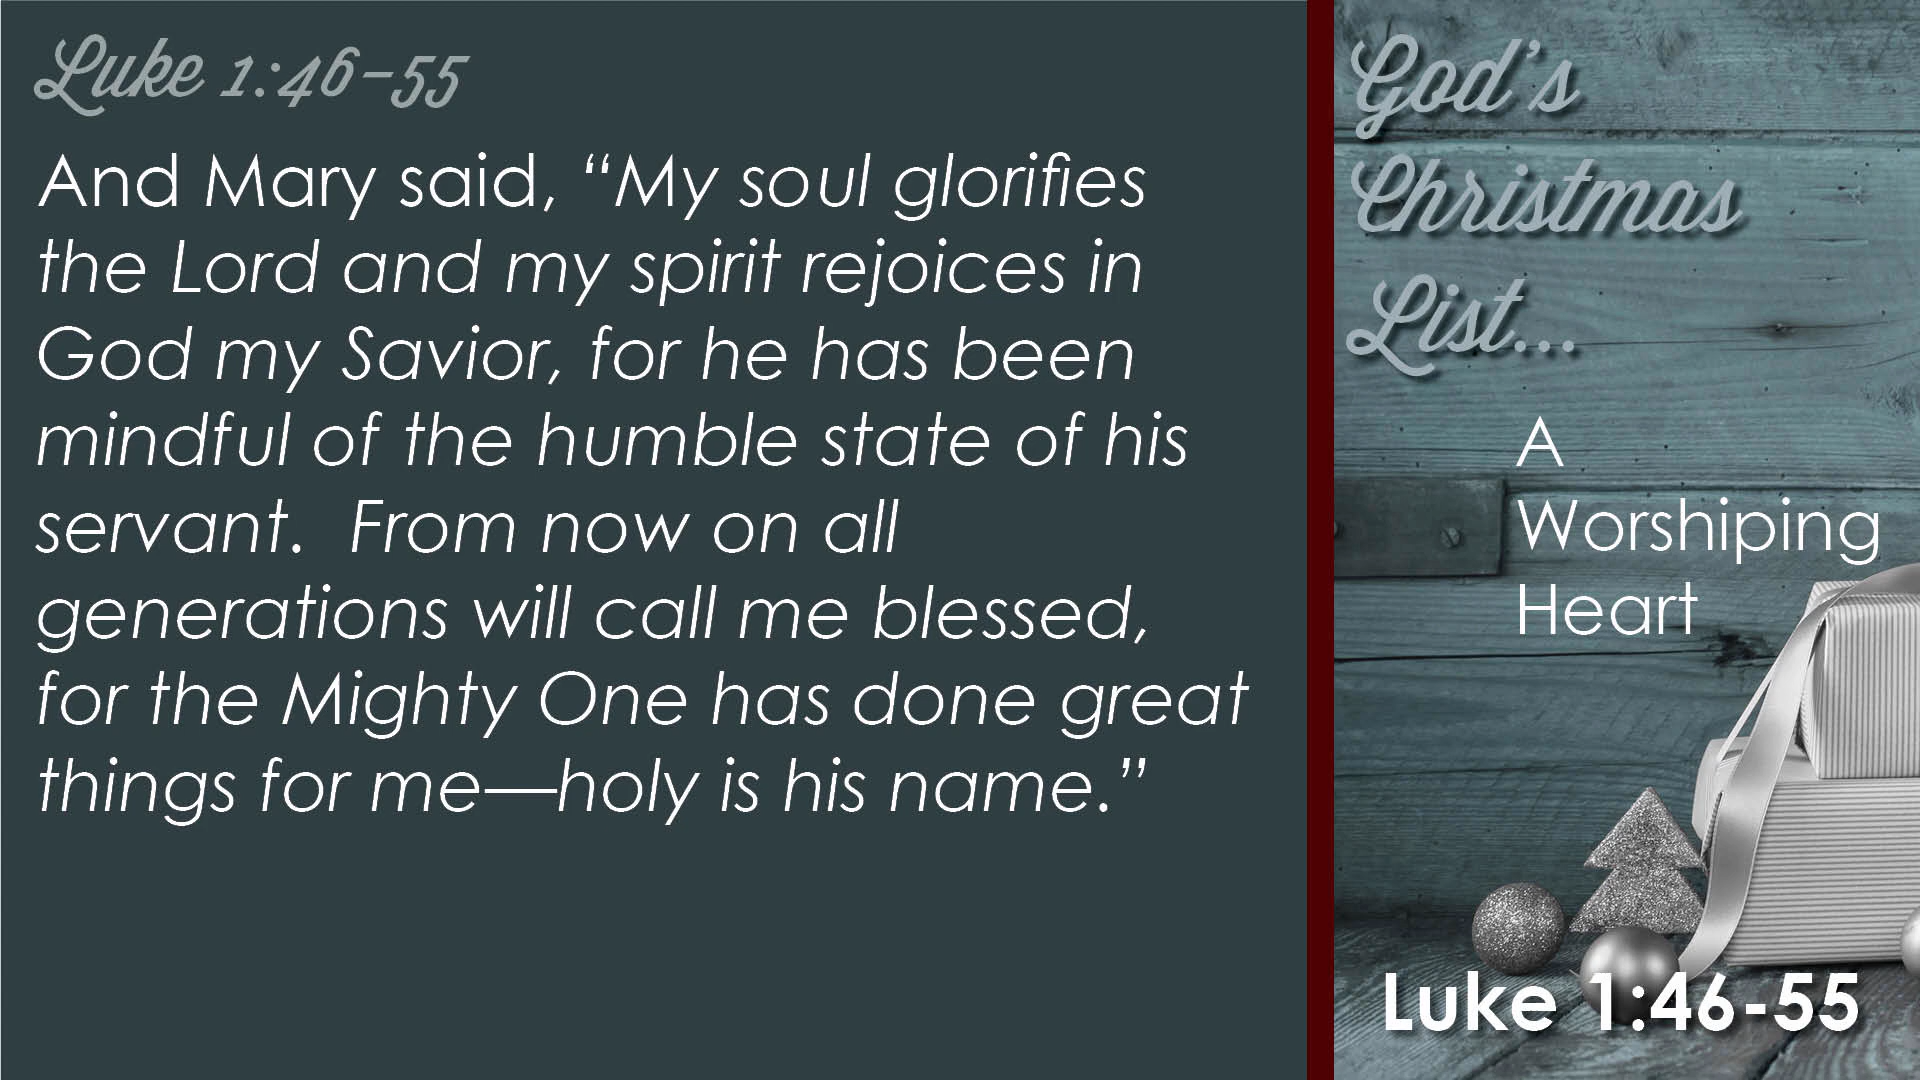 Luke 1:46-55
And Mary said, “My soul glorifies
the Lord and my spirit rejoices in
God my Savior, for he has been
mindful of the humble state of his
servant.  From now on all
generations will call me blessed,
for the Mighty One has done great
things for me—holy is his name.”
God's
Christmas
List...
A
Worshiping
Heart
Luke 1:46-55